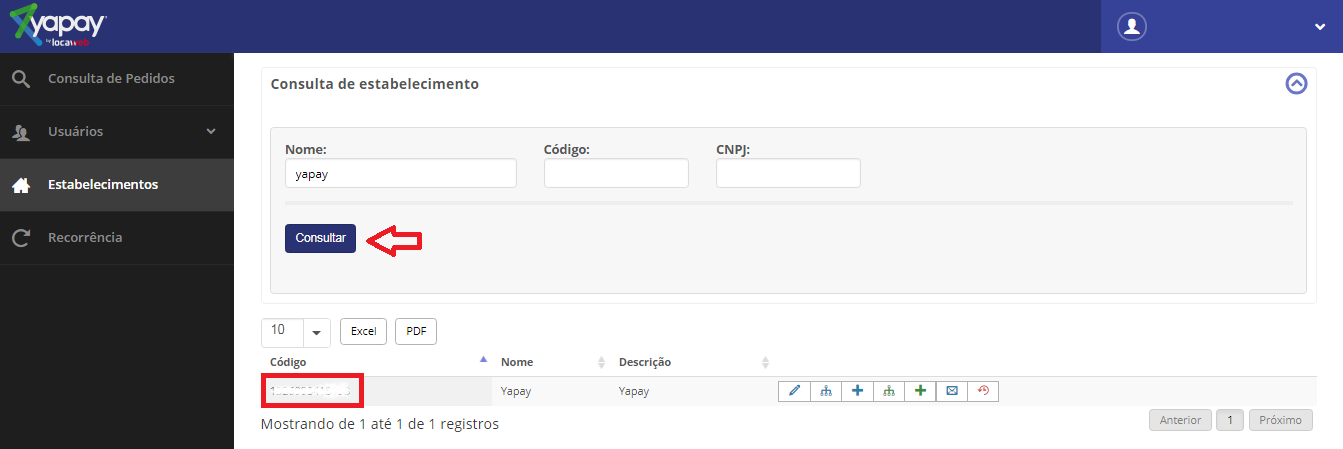 yapay
by locaweb
Consulta de Pedidos
Usuários
Estabelecimentos
Recorrência
Consulta de estabelecimento
Nome: Código: CNPJ:
yapay
Consultar
10 Excel PDF
Código Nome Descrição
Yapay Yapay
Mostrando de 1 até 1 de 1 registros
Anterior 1 Próximo